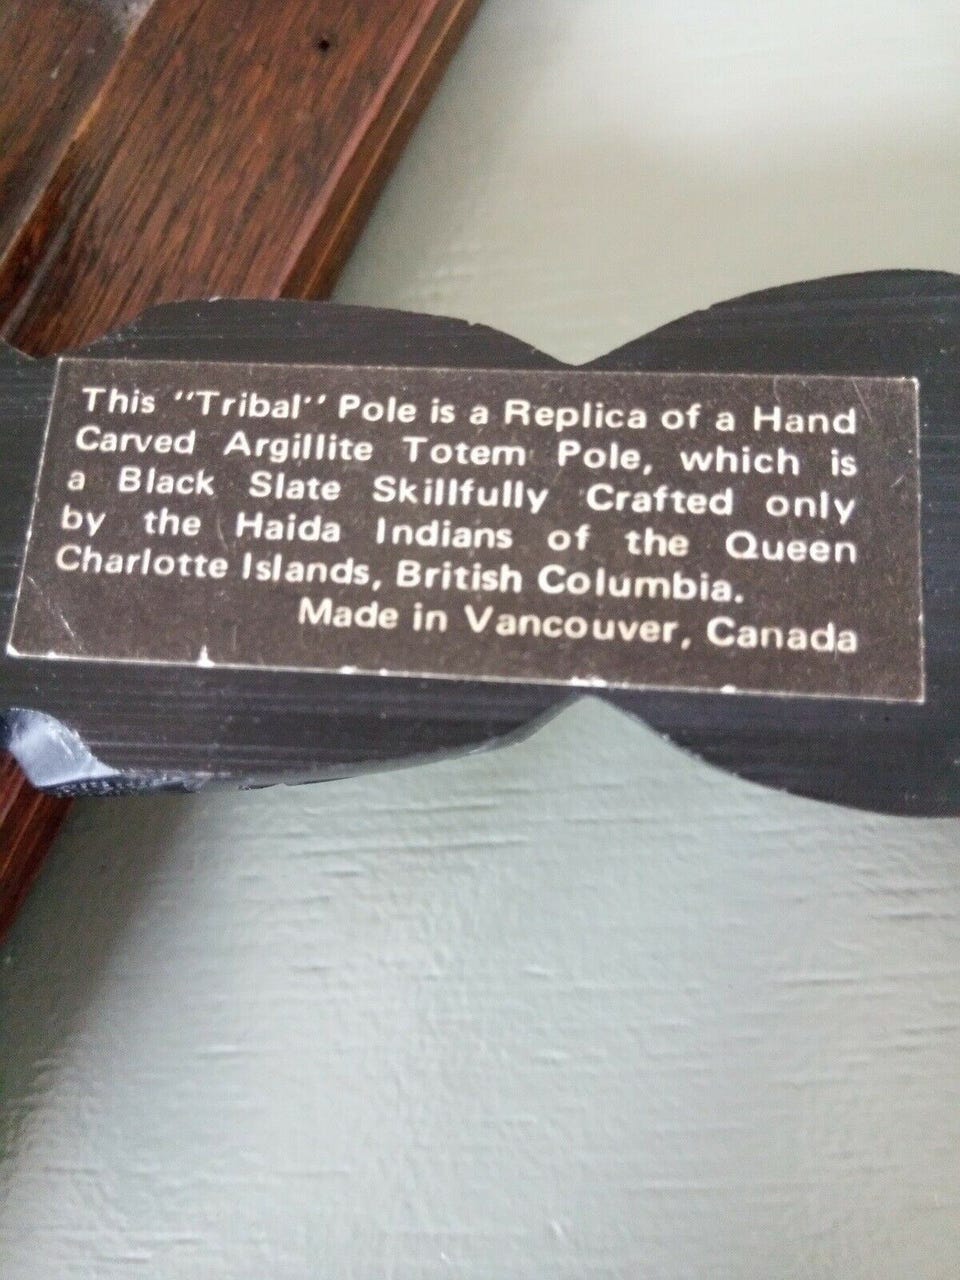 This "Tribal" Pole is a Replica of a Hand
Carved Argillite Totem Pole, which is
a Black Slate Skillfully Crafted only
by the Haida Indians of the Queen
Charlotte Islands, British Columbia.
Made in Vancouver, Canada